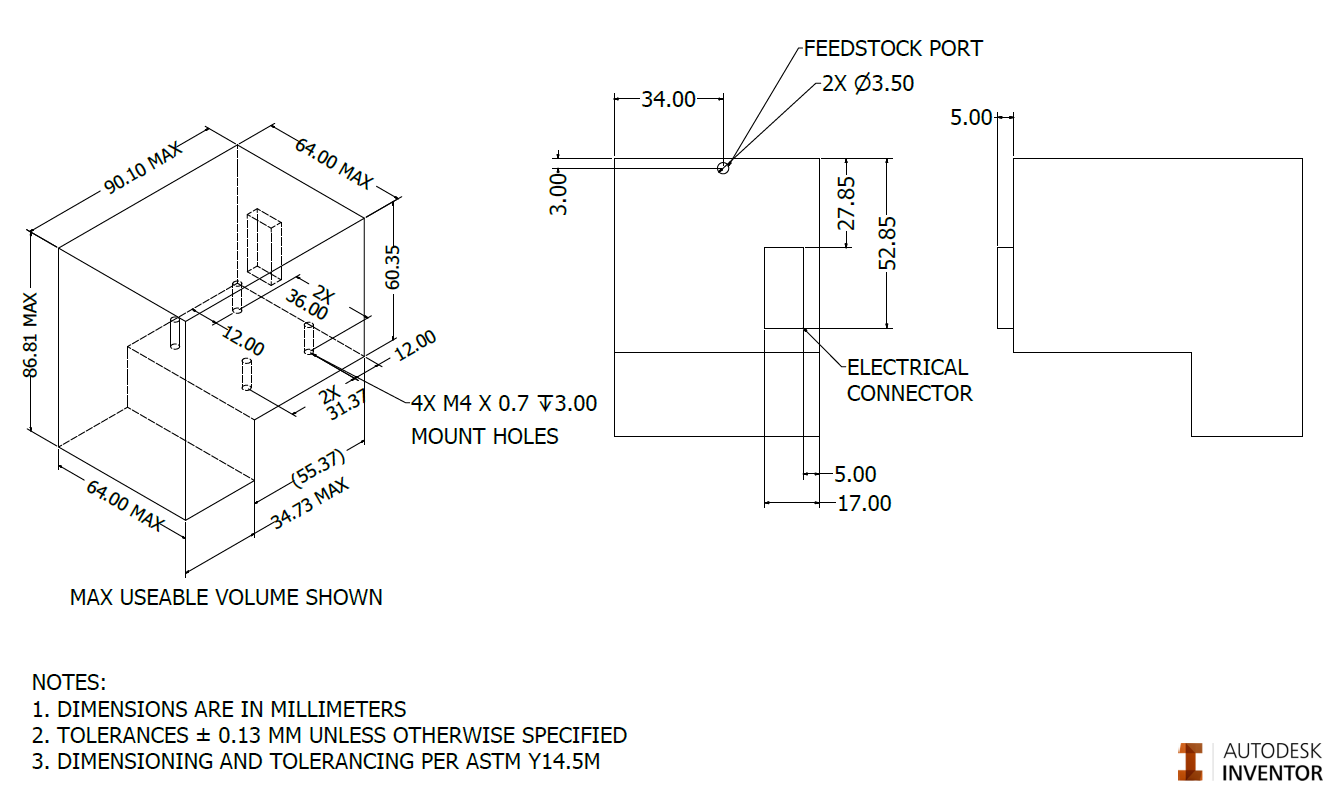 FEEDSTOCK PORT
2X Ø3.50
34.00
5.00
3.00
27.85
52.85
ELECTRICAL
CONNECTOR
5.00
17.00
90.10 MAX
64.00 MAX
60.35
86.81 MAX
2X
36.00
12.00
12.00
2X
31.37
4X M4 X 0.7 ↧3.00
MOUNT HOLES
(55.37)
34.73 MAX
64.00 MAX
MAX USEABLE VOLUME SHOWN
NOTES:
1. DIMENSIONS ARE IN MILLIMETERS
2. TOLERANCES ± 0.13 MM UNLESS OTHERWISE SPECIFIED
3. DIMENSIONING AND TOLERANCING PER ASTM Y14.5M
I
AUTODESK
INVENTOR